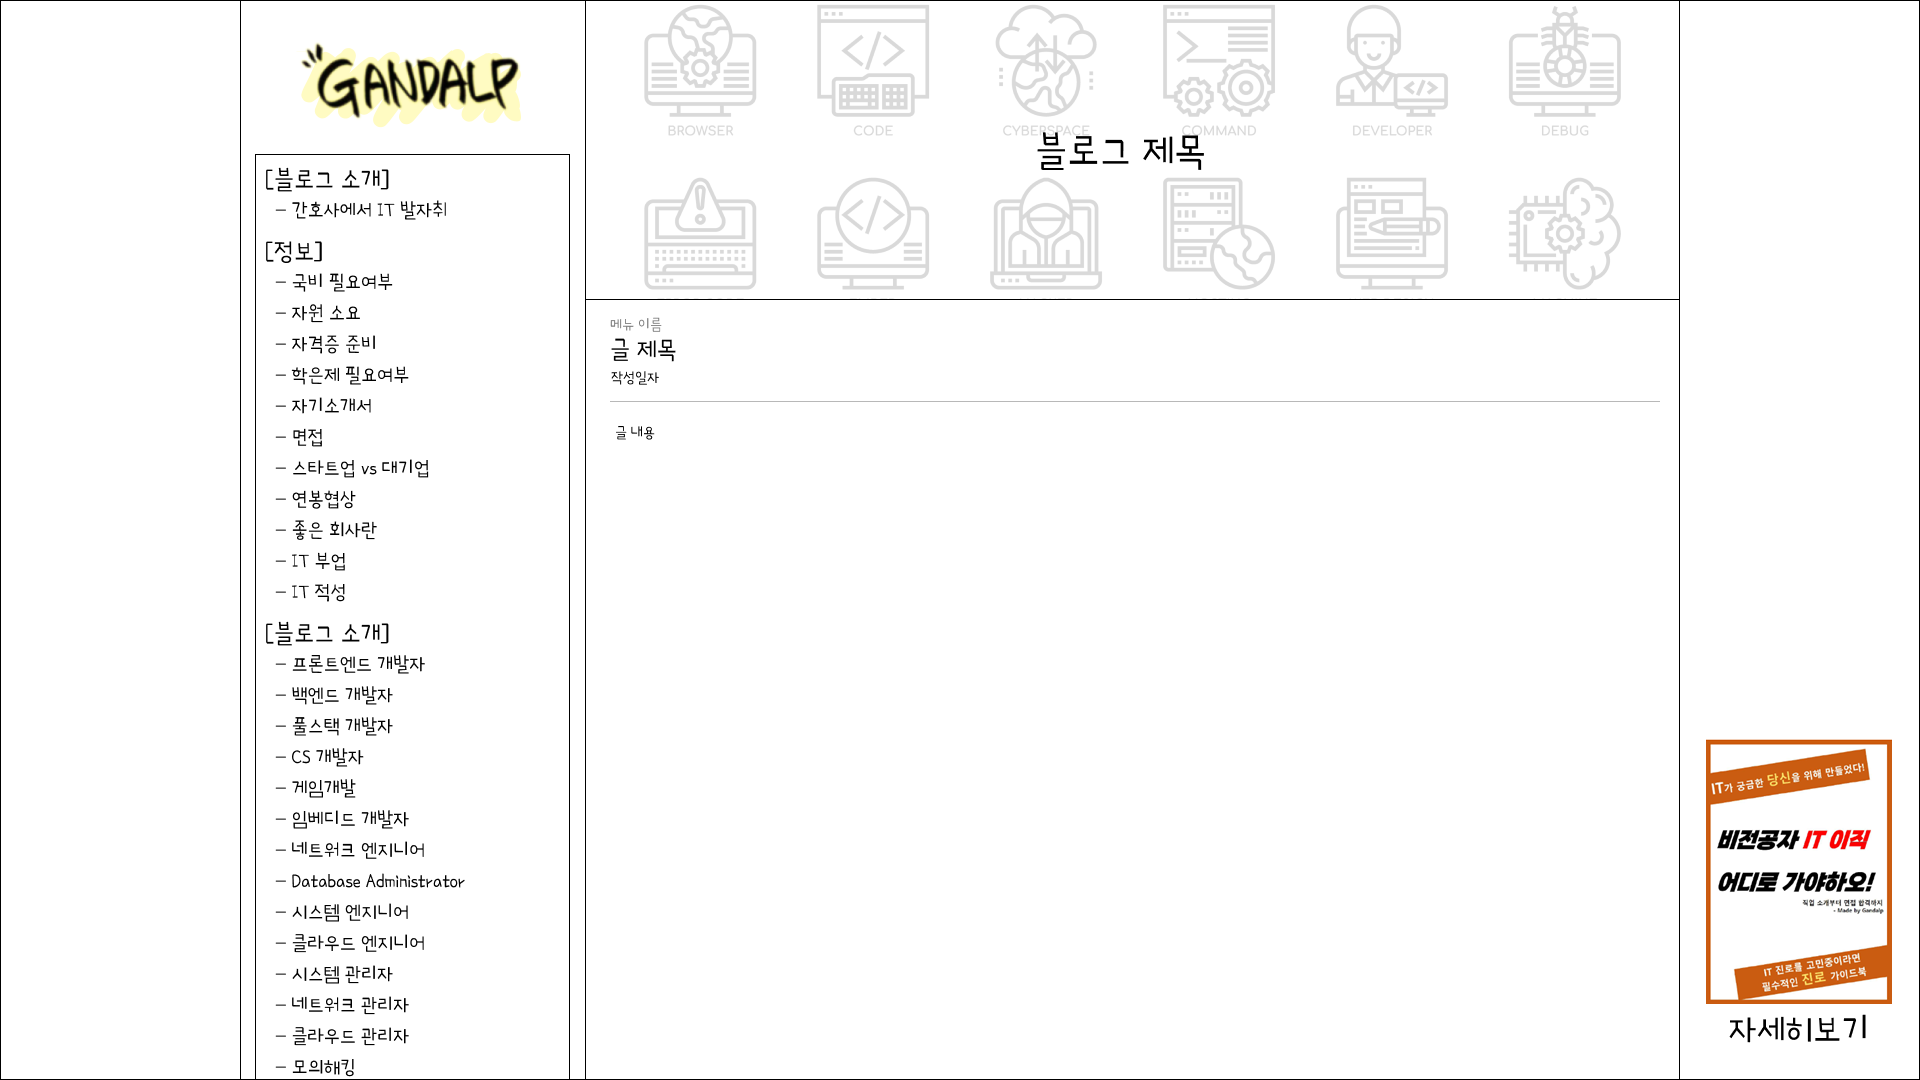 GANDALP
[블로그 소개]
- 간호사에서 IT 발자취
[정보]
- 국비 필요여부
- 자원 소요
- 자격증 준비
- 학은제 필요여부
- 자기소개서
- 면접
- 스타트업 vs 대기업
- 연봉협상
- 좋은 회사란
- IT 부업
- IT 적성
[블로그 소개]
- 프론트엔드 개발자
- 백엔드 개발자
- 풀스택 개발자
- CS 개발자
- 게임개발
- 임베디드 개발자
- 네트워크 엔지니어
- Database Administrator
- 시스템 엔지니어
- 클라우드 엔지니어
- 시스템 관리자
- 네트워크 관리자
- 클라우드 관리자
- 모의해킹
BROWSER CODE CYBERSPACE COMMAND DEVELOPER DEBUG
블로그 제목
메뉴 이름
글 제목
작성일자
글 내용
IT가 궁금한 당신을 위해 만들었다!
비전공자 IT 이직
어디로 가야하오!
직업 소개부터 면접 합격까지
- Made by Gandalp
IT 진로를 고민중이라면
필수적인 진로 가이드북
자세히보기